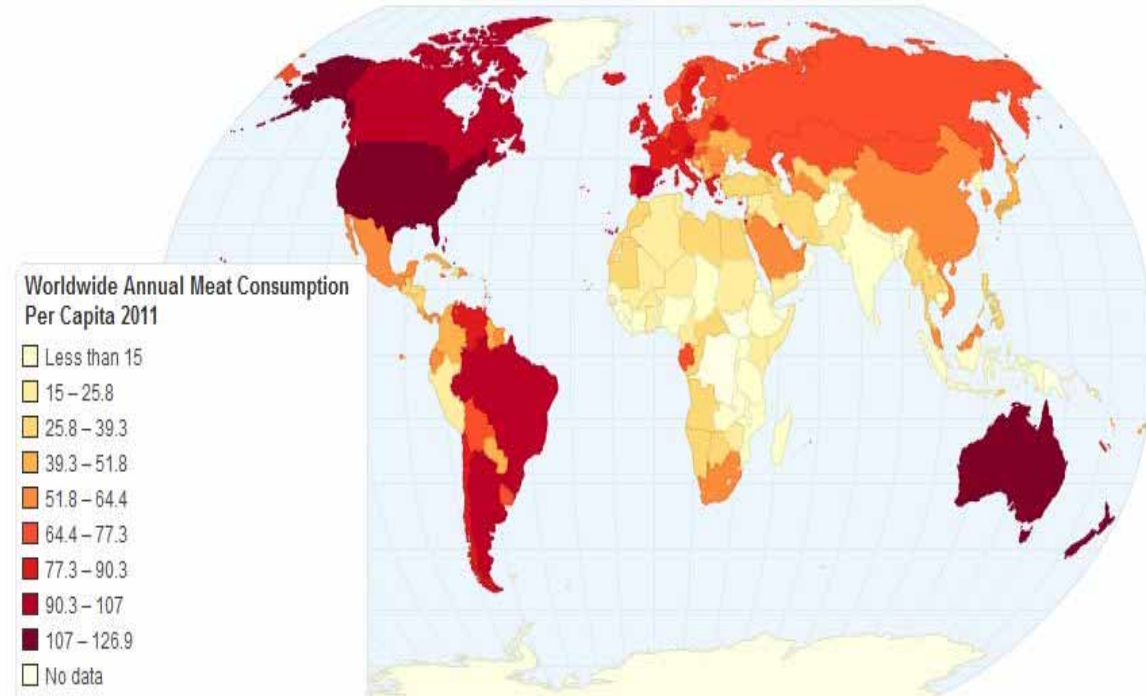 Worldwide Annual Meat Consumption
Per Capita 2011
Less than 15
15 – 25.8
25.8 – 39.3
39.3 – 51.8
51.8 – 64.4
64.4 – 77.3
77.3 – 90.3
90.3 – 107
107 – 126.9
No data